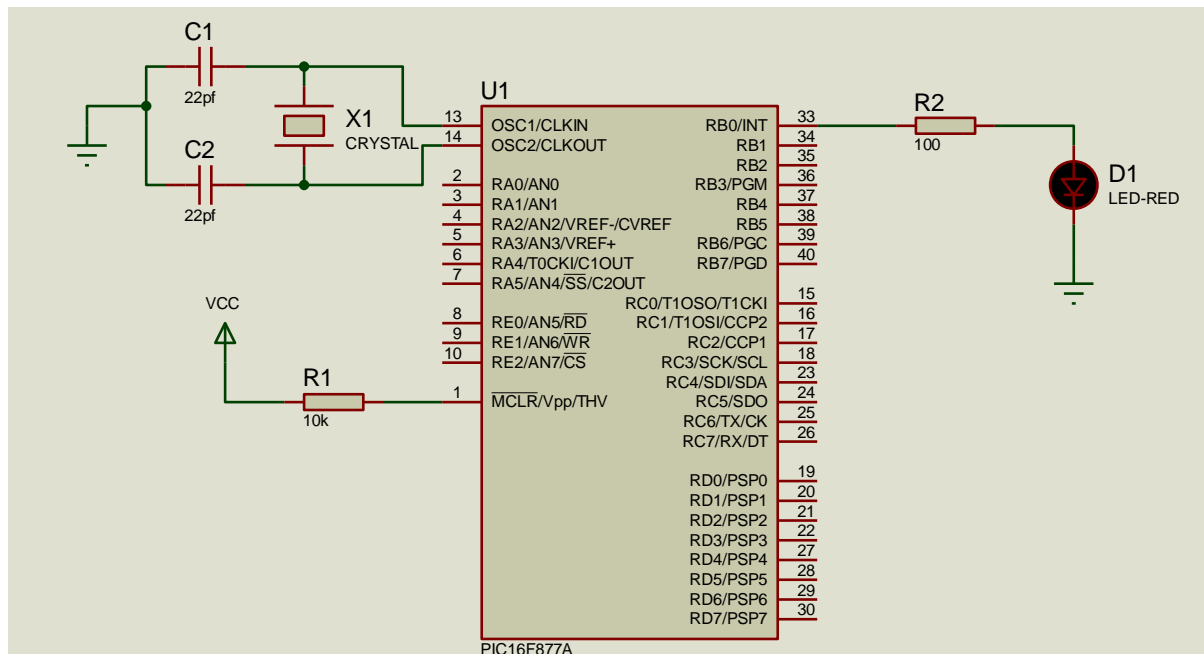 C1
22pf
C2
22pf
X1
CRYSTAL
VCC
R1
10k
U1
13 OSC1/CLKIN
14 OSC2/CLKOUT
2 RA0/AN0
3 RA1/AN1
4 RA2/AN2/VREF-/CVREF
5 RA3/AN3/VREF+
6 RA4/T0CKI/C1OUT
7 RA5/AN4/SS/C2OUT
8 RE0/AN5/RD
9 RE1/AN6/WR
10 RE2/AN7/CS
1 MCLR/Vpp/THV
RB0/INT 33
RB1 34
RB2 35
RB3/PGM 36
RB4 37
RB5 38
RB6/PGC 39
RB7/PGD 40
RC0/T1OSO/T1CKI 15
RC1/T1OSI/CCP2 16
RC2/CCP1 17
RC3/SCK/SCL 18
RC4/SDI/SDA 23
RC5/SDO 24
RC6/TX/CK 25
RC7/RX/DT 26
RD0/PSP0 19
RD1/PSP1 20
RD2/PSP2 21
RD3/PSP3 22
RD4/PSP4 27
RD5/PSP5 28
RD6/PSP6 29
RD7/PSP7 30
PIC16F877A
R2
100
D1
LED-RED